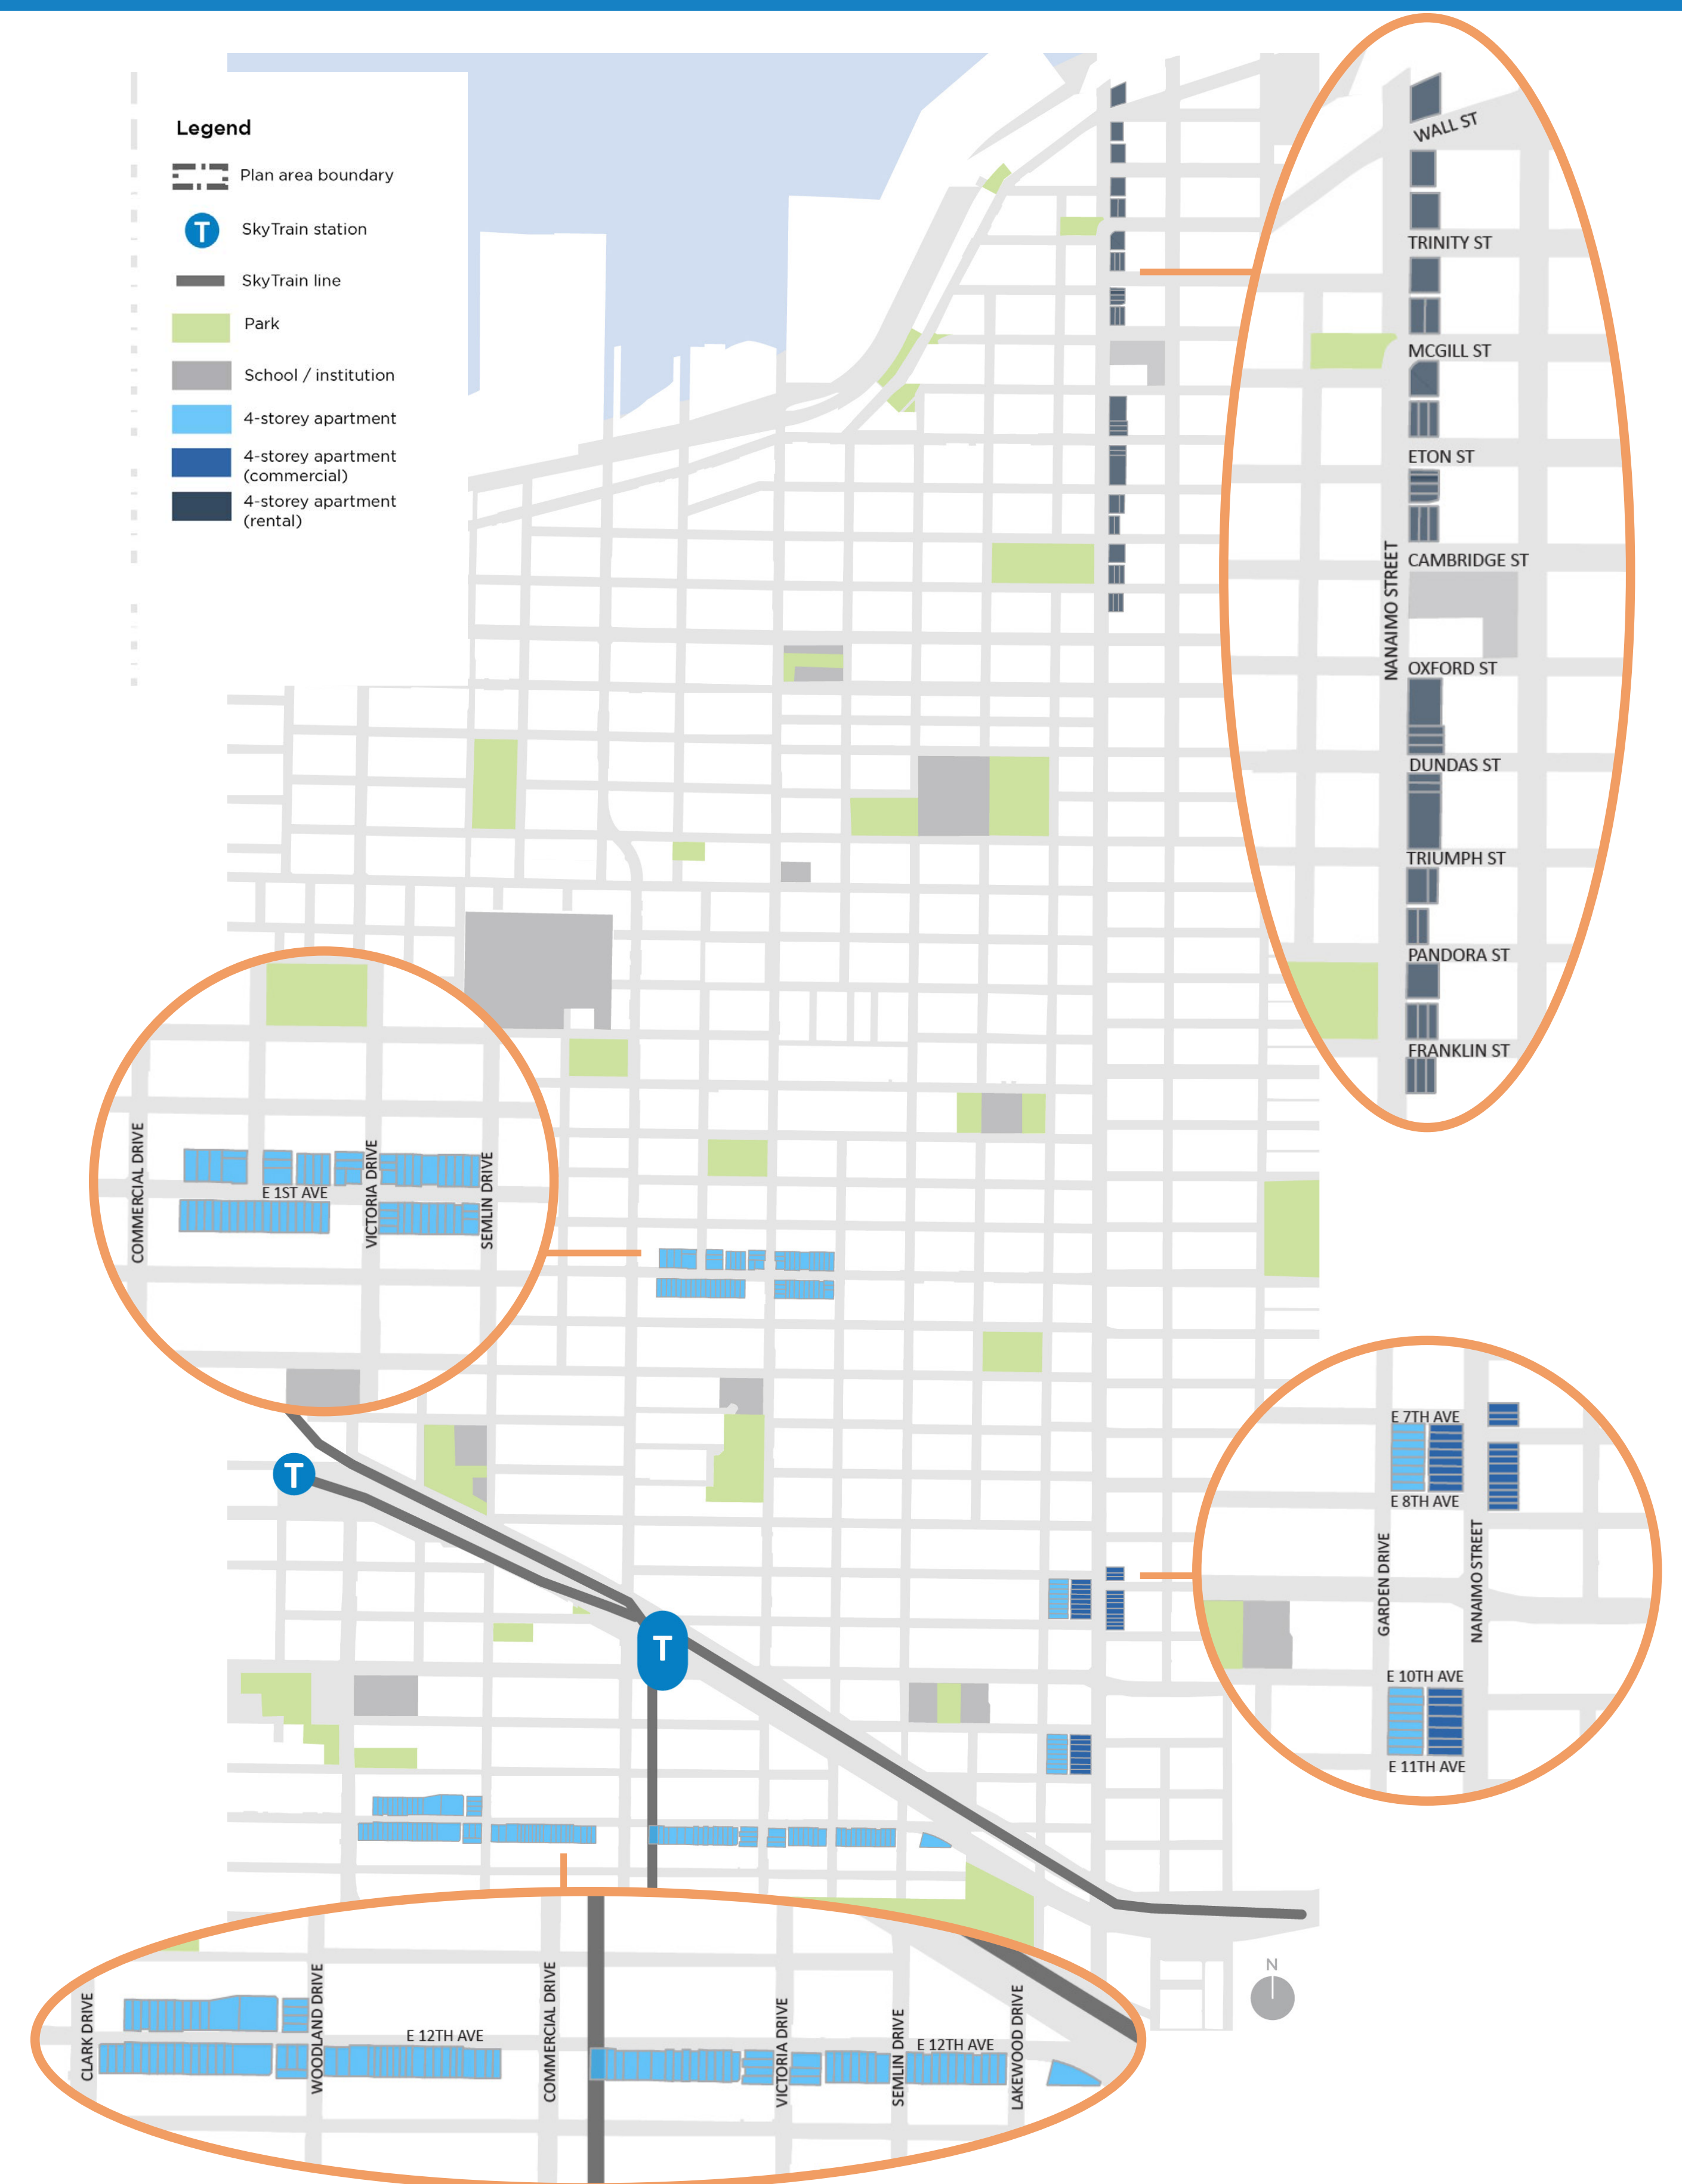 Legend
Plan area boundary
T
SkyTrain station
SkyTrain line
Park
School / institution
4-storey apartment
4-storey apartment
(commercial)
4-storey apartment
(rental)
WALL ST
TRINITY ST
MCGILL ST
ETON ST
CAMBRIDGE ST
NANAIMO STREET
OXFORD ST
DUNDAS ST
TRIUMPH ST
PANDORA ST
FRANKLIN ST
COMMERCIAL DRIVE
E 1ST AVE
VICTORIA DRIVE
SEMLIN DRIVE
T
T
E 7TH AVE
E 8TH AVE
GARDEN DRIVE
NANAIMO STREET
E 10TH AVE
E 11TH AVE
N
CLARK DRIVE
WOODLAND DRIVE
E 12TH AVE
COMMERCIAL DRIVE
VICTORIA DRIVE
SEMLIN DRIVE
E 12TH AVE
LAKEWOOD DRIVE